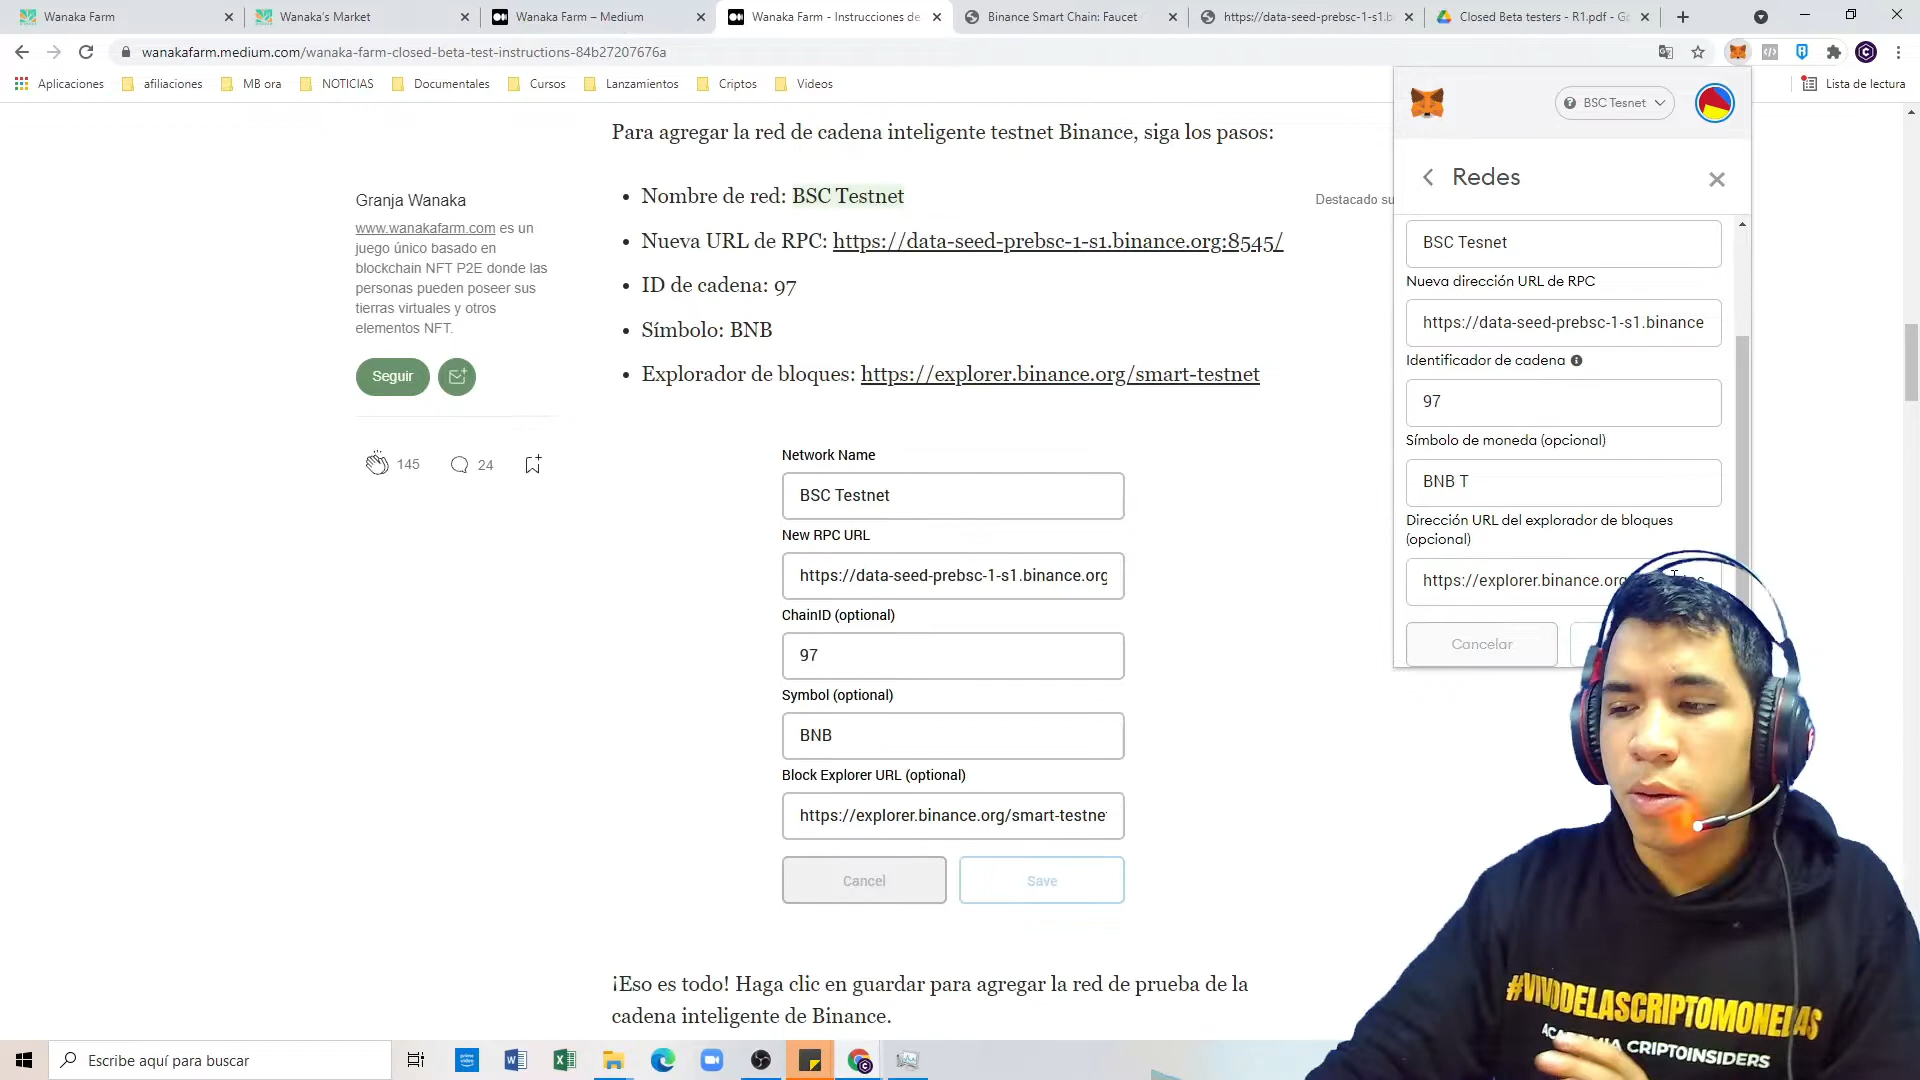 Wanaka Farm
Wanaka's Market
Wanaka Farm – Medium
Wanaka Farm - Instrucciones de
Binance Smart Chain: Faucet
https://data-seed-prebsc-1-s1.b
Closed Beta testers - R1.pdf - Go
wanakafarm.medium.com/wanaka-farm-closed-beta-test-instructions-84b27207676a
Aplicaciones
afiliaciones
MB ora
NOTICIAS
Documentales
Cursos
Lanzamientos
Criptos
Videos
Lista de lectura
Para agregar la red de cadena inteligente testnet Binance, siga los pasos:
Granja Wanaka
www.wanakafarm.com es un
juego único basado en
blockchain NFT P2E donde las
personas pueden poseer sus
tierras virtuales y otros
elementos NFT.
Seguir
145
24
• Nombre de red: BSC Testnet
• Nueva URL de RPC: https://data-seed-prebsc-1-s1.binance.org:8545/
• ID de cadena: 97
• Símbolo: BNB
• Explorador de bloques: https://explorer.binance.org/smart-testnet
Destacado su
Network Name
BSC Testnet
New RPC URL
https://data-seed-prebsc-1-s1.binance.org
ChainID (optional)
97
Symbol (optional)
BNB
Block Explorer URL (optional)
https://explorer.binance.org/smart-testne
Cancel
Save
¡Eso es todo! Haga clic en guardar para agregar la red de prueba de la
cadena inteligente de Binance.
BSC Tesnet
Redes
BSC Tesnet
Nueva dirección URL de RPC
https://data-seed-prebsc-1-s1.binance
Identificador de cadena
97
Símbolo de moneda (opcional)
BNB T
Dirección URL del explorador de bloques
(opcional)
https://explorer.binance.org
Cancelar
#VIVODELASCRIPTOMONEDAS
ACADEMIA CRIPTOINSIDERS
Escribe aquí para buscar